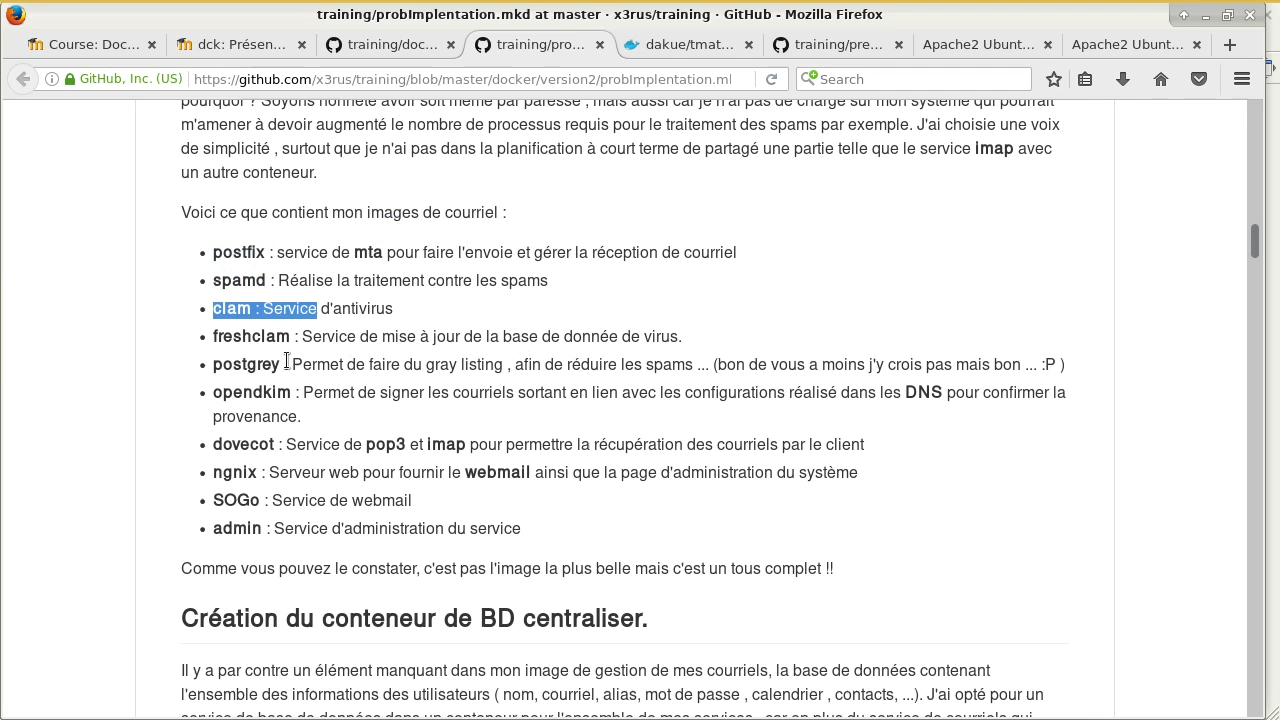 training/probImplentation.mkd at master · x3rus/training · GitHub - Mozilla Firefox
Course: Doc...
dck: Présen...
training/doc...
training/pro...
dakue/tmat...
training/pre...
Apache2 Ubunt...
Apache2 Ubunt...
GitHub, Inc. (US)
https://github.com/x3rus/training/blob/master/docker/version2/probImplentation.ml
Search
pourquoi ? Soyons honnête avoir soit même par paresse , mais aussi car je n'ai pas de charge sur mon système qui pourrait
m'amener à devoir augmenté le nombre de processus requis pour le traitement des spams par exemple. J'ai choisie une voix
de simplicité , surtout que je n'ai pas dans la planification à court terme de partagé une partie telle que le service imap avec
un autre conteneur.
Voici ce que contient mon images de courriel :
• postfix : service de mta pour faire l'envoie et gérer la réception de courriel
• spamd : Réalise la traitement contre les spams
• clam : Service d'antivirus
• freshclam : Service de mise à jour de la base de donnée de virus.
• postgrey : Permet de faire du gray listing , afin de réduire les spams ... (bon de vous a moins j'y crois pas mais bon ... :P )
• opendkim : Permet de signer les courriels sortant en lien avec les configurations réalisé dans les DNS pour confirmer la
provenance.
• dovecot : Service de pop3 et imap pour permettre la récupération des courriels par le client
• ngnix : Serveur web pour fournir le webmail ainsi que la page d'administration du système
• SOGo : Service de webmail
• admin : Service d'administration du service
Comme vous pouvez le constater, c'est pas l'image la plus belle mais c'est un tous complet !!
Création du conteneur de BD centraliser.
Il y a par contre un élément manquant dans mon image de gestion de mes courriels, la base de données contenant
l'ensemble des informations des utilisateurs ( nom, courriel, alias, mot de passe , calendrier , contacts, ...). J'ai opté pour un
service de base de données dans un conteneur pour l'ensemble de mes services , car en plus du service de courriels qui